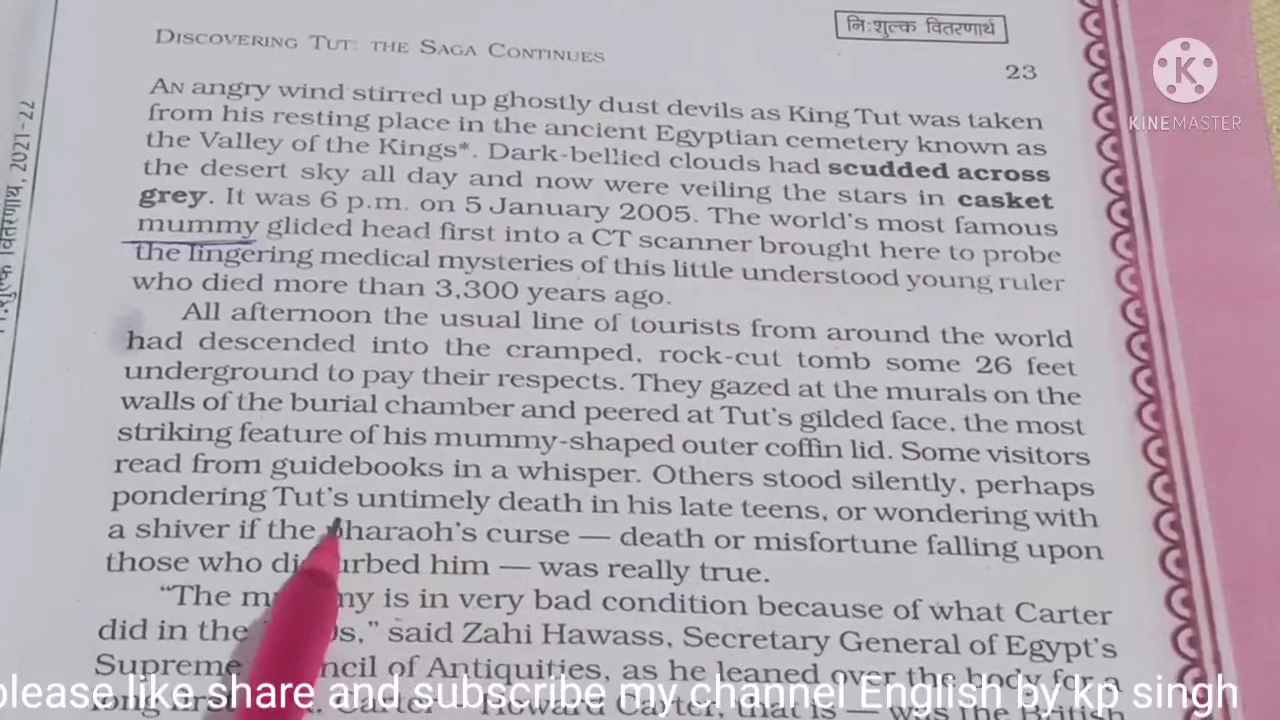 DISCOVERING TUT: THE SAGA CONTINUES
निःशुल्क वितरणार्थ
23
K
KINEMASTER
AN angry wind stirred up ghostly dust devils as King Tut was taken
from his resting place in the ancient Egyptian cemetery known as
the Valley of the Kings*. Dark-bellied clouds had scudded across
the desert sky all day and now were veiling the stars in casket
grey. It was 6 p.m. on 5 January 2005. The world's most famous
mummy glided head first into a CT scanner brought here to probe
the lingering medical mysteries of this little understood young ruler
who died more than 3,300 years ago.
All afternoon the usual line of tourists from around the world
had descended into the cramped, rock-cut tomb some 26 feet
underground to pay their respects. They gazed at the murals on the
walls of the burial chamber and peered at Tut's gilded face, the most
striking feature of his mummy-shaped outer coffin lid. Some visitors
read from guidebooks in a whisper. Others stood silently, perhaps
pondering Tut's untimely death in his late teens, or wondering with
a shiver if the pharaoh's curse — death or misfortune falling upon
those who disturbed him — was really true.
"The mummy is in very bad condition because of what Carter
did in the said Zahi Hawass, Secretary General of Egypt's
Supreme Council of Antiquities, as he leaned over the body for a
long Carter — Howard Carter, that is — was the British
please like share and subscribe my channel English by kp singh
वितरणार्थ, 2021-22